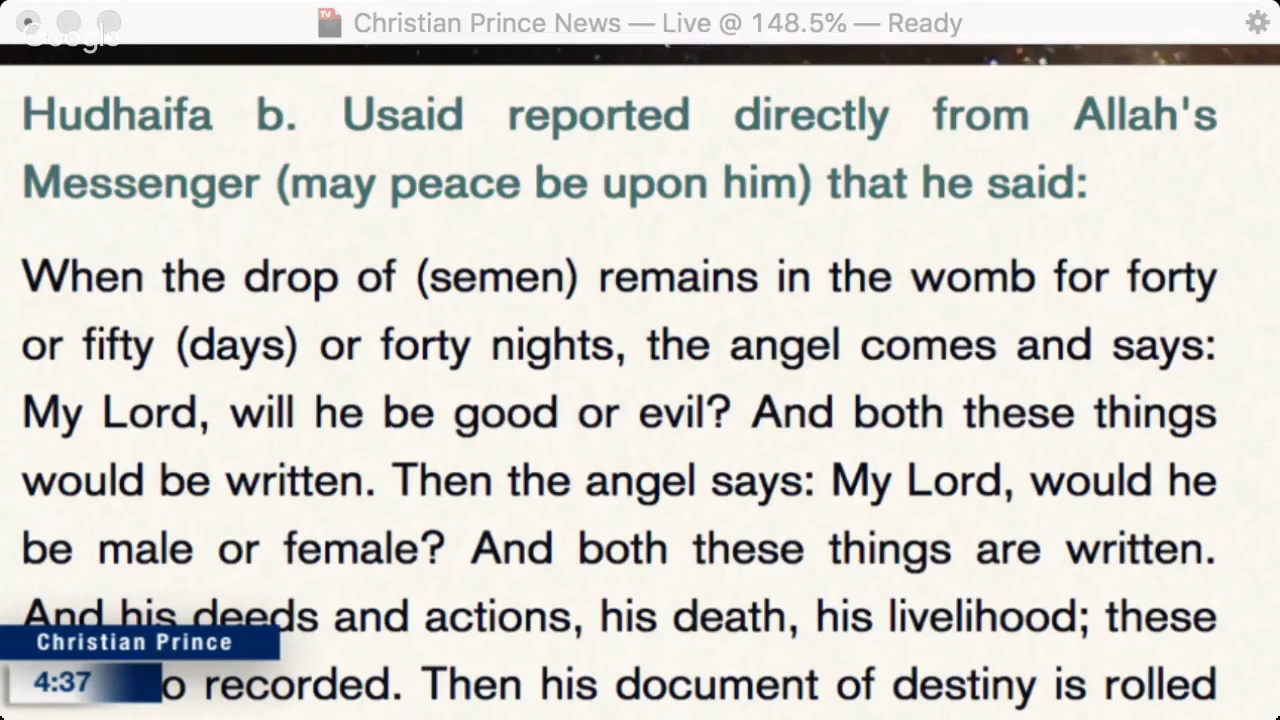 Christian Prince News — Live @ 148.5% — Ready
Google
Hudhaifa b. Usaid reported directly from Allah's
Messenger (may peace be upon him) that he said:
When the drop of (semen) remains in the womb for forty
or fifty (days) or forty nights, the angel comes and says:
My Lord, will he be good or evil? And both these things
would be written. Then the angel says: My Lord, would he
be male or female? And both these things are written.
And his deeds and actions, his death, his livelihood; these
Christian Prince
4:37
o recorded. Then his document of destiny is rolled